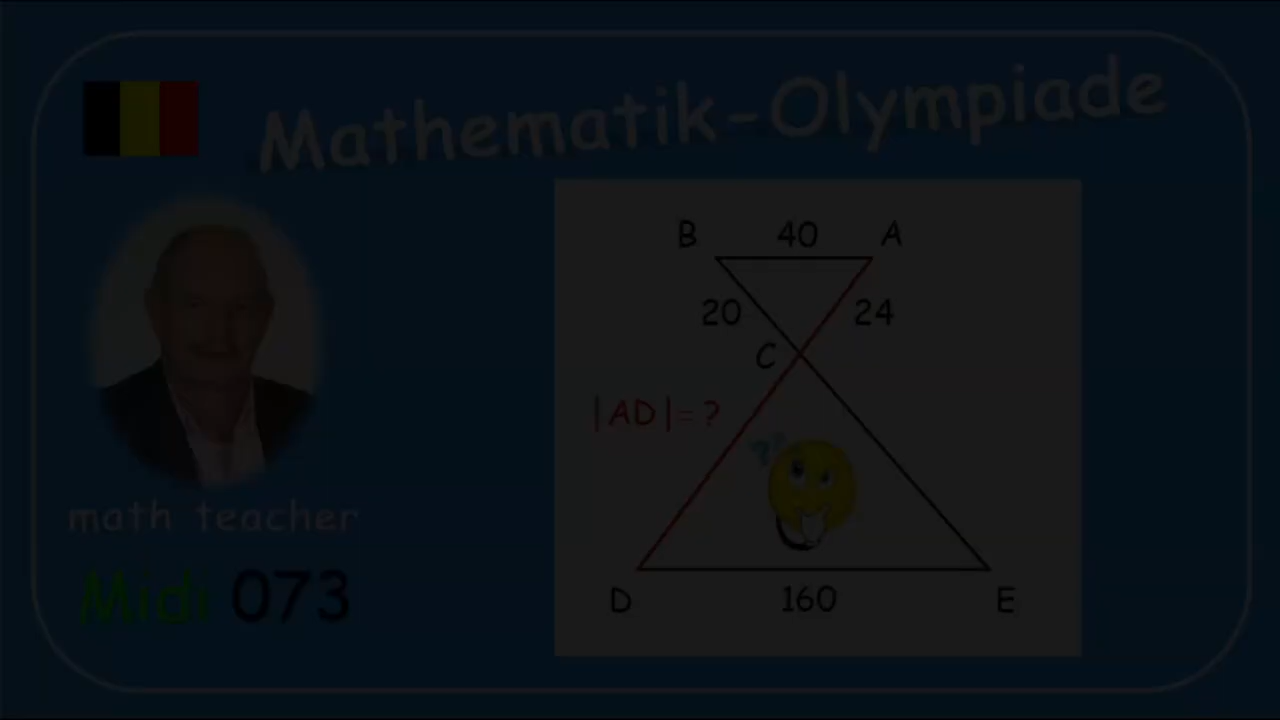 Mathematik-Olympiade
B 40 A
20 24
C
|AD|= ?
math teacher
Midi 073
D 160 E